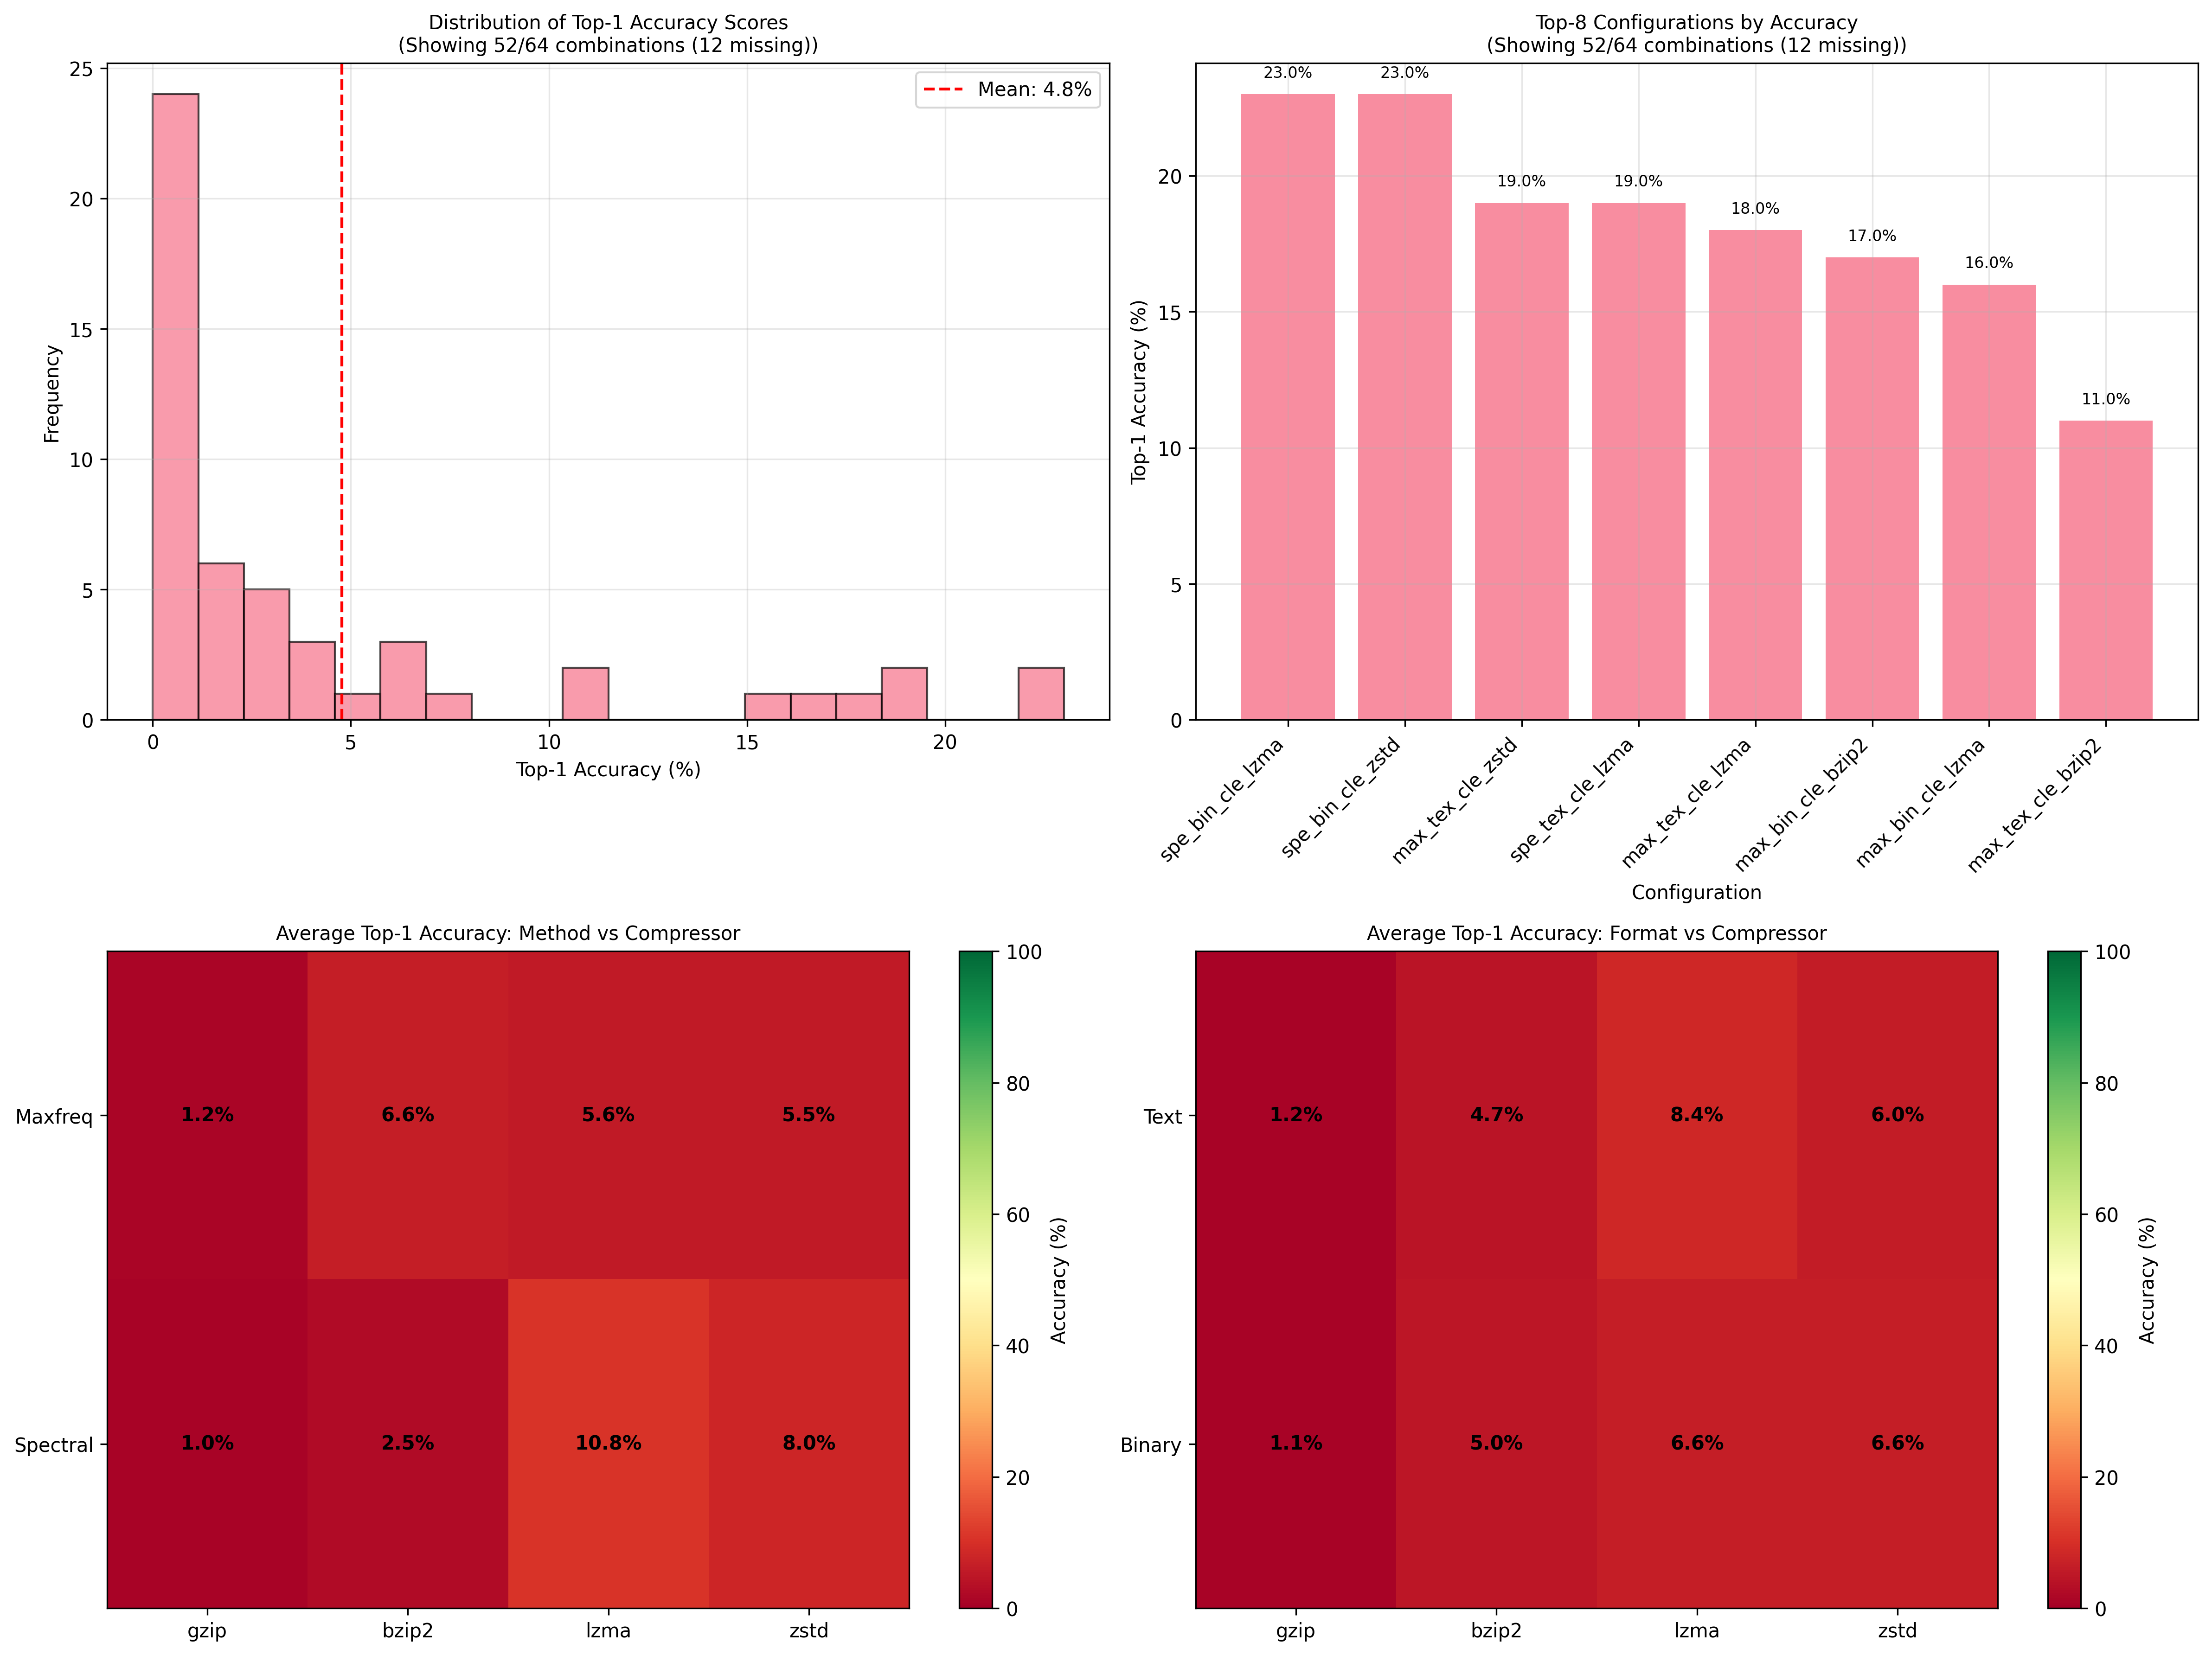 Distribution of Top-1 Accuracy Scores
(Showing 52/64 combinations (12 missing))
25
20
15
10
5
0
Frequency
Mean: 4.8%
0 5 10 15 20
Top-1 Accuracy (%)
Top-8 Configurations by Accuracy
(Showing 52/64 combinations (12 missing))
23.0% 23.0% 19.0% 19.0% 18.0% 17.0% 16.0% 11.0%
20
15
10
5
0
Top-1 Accuracy (%)
spe_bin_cle_lzma
spe_bin_cle_zstd
max_tex_cle_zstd
spe_tex_cle_lzma
max_tex_cle_lzma
max_bin_cle_bzip2
max_bin_cle_lzma
max_tex_cle_bzip2
Configuration
Average Top-1 Accuracy: Method vs Compressor
Maxfreq 1.2% 6.6% 5.6% 5.5%
Spectral 1.0% 2.5% 10.8% 8.0%
gzip bzip2 lzma zstd
100
80
60
40
20
0
Accuracy (%)
Average Top-1 Accuracy: Format vs Compressor
Text 1.2% 4.7% 8.4% 6.0%
Binary 1.1% 5.0% 6.6% 6.6%
gzip bzip2 lzma zstd
100
80
60
40
20
0
Accuracy (%)